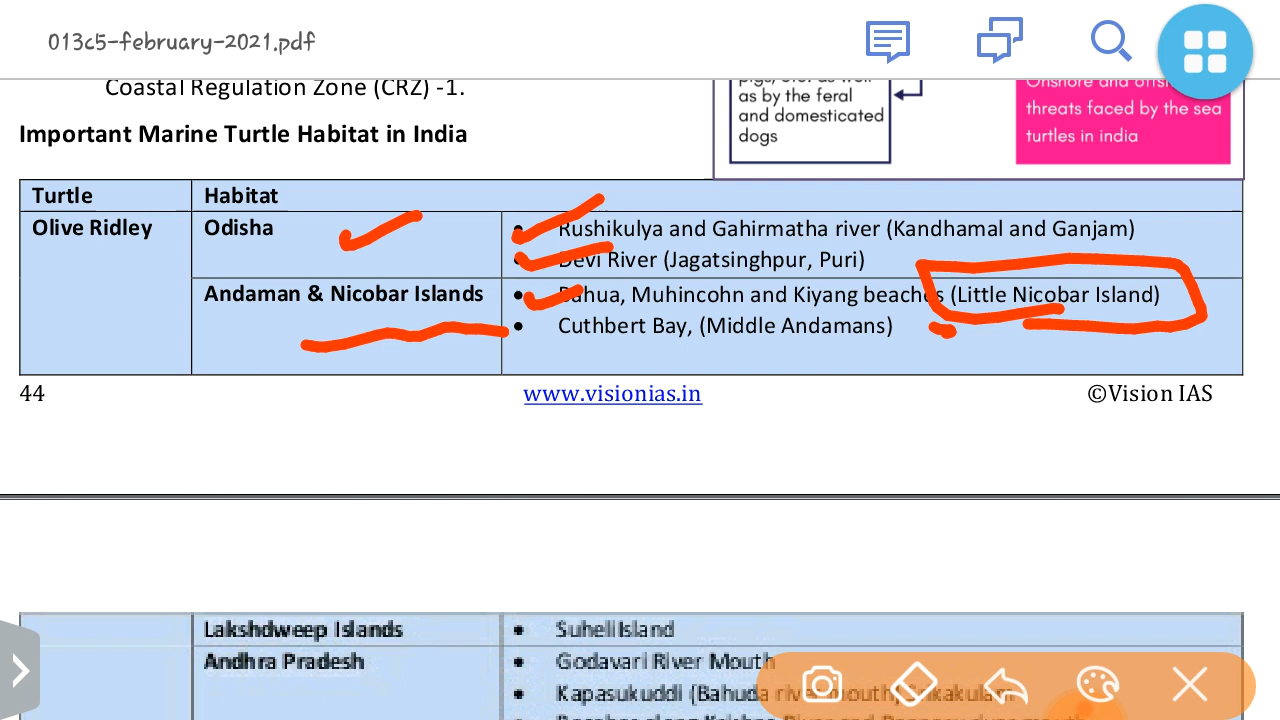 013c5-february-2021.pdf
Coastal Regulation Zone (CRZ) -1.
as by the feral
and domesticated
dogs
threats faced by the sea
turtles in india
Important Marine Turtle Habitat in India
Turtle Habitat
Olive Ridley Odisha • Rushikulya and Gahirmatha river (Kandhamal and Ganjam)
• Devi River (Jagatsinghpur, Puri)
Andaman & Nicobar Islands • Muhincohn and Kiyang beaches (Little Nicobar Island)
• Cuthbert Bay, (Middle Andamans)
44 www.visionias.in ©Vision IAS
Lakshdweep Islands • Suheli Island
Andhra Pradesh • Godavari River Mouth
• Kapasukuddi (Bahuda river mouth) Srikakulam